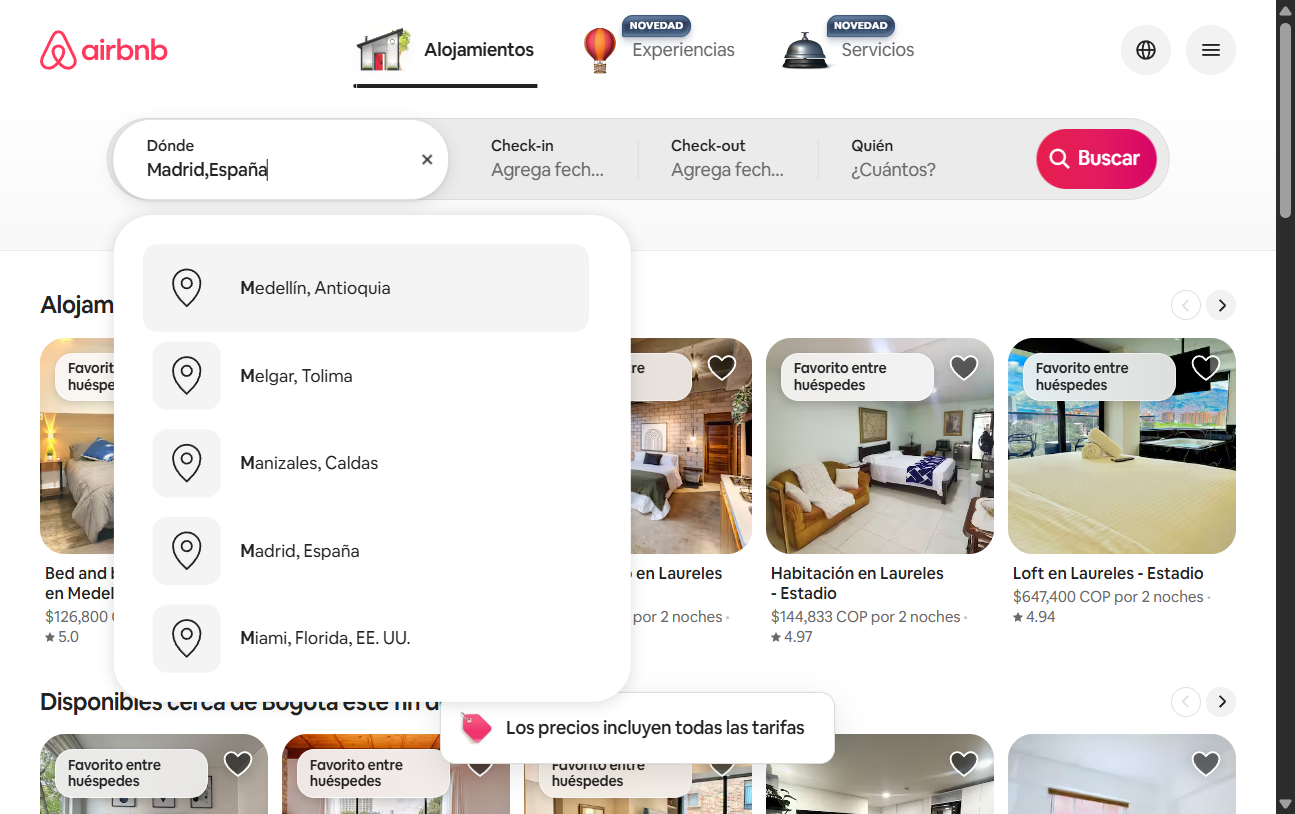 airbnb
Alojamientos
NOVEDAD
Experiencias
NOVEDAD
Servicios
Dónde
Madrid,España
Check-in
Agrega fech...
Check-out
Agrega fech...
Quién
¿Cuántos?
Buscar
Medellín, Antioquia
Melgar, Tolima
Manizales, Caldas
Madrid, España
Miami, Florida, EE. UU.
Alojam
Favorito
huéspe
re
Favorito entre
huéspedes
Favorito entre
huéspedes
Bed and b
en Medel
$126,800
5.0
en Laureles
por 2 noches ·
Habitación en Laureles
- Estadio
$144,833 COP por 2 noches ·
4.97
Loft en Laureles - Estadio
$647,400 COP por 2 noches ·
4.94
Disponibles cerca de Bogotá este fin d
Los precios incluyen todas las tarifas
Favorito entre
huéspedes
Favorito entre
huéspedes
Favorito entre
huéspedes